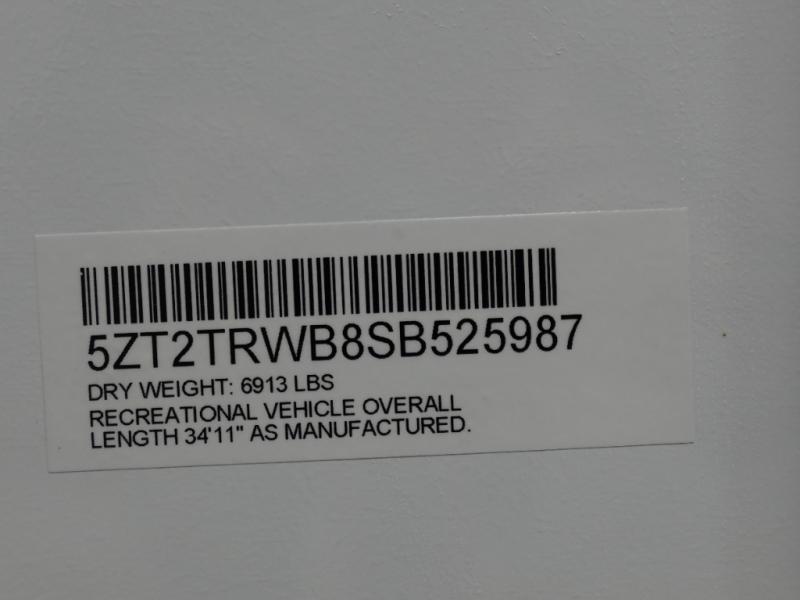 5ZT2TRWB8SB525987
DRY WEIGHT: 6913 LBS
RECREATIONAL VEHICLE OVERALL
LENGTH 34'11" AS MANUFACTURED.